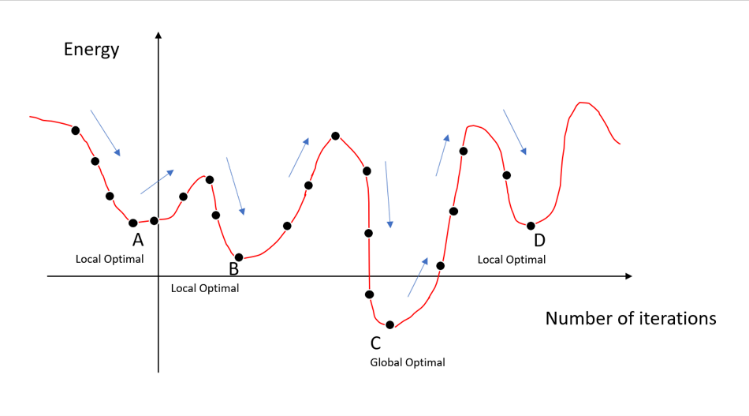 Energy
A
Local Optimal
B
Local Optimal
D
Local Optimal
Number of iterations
C
Global Optimal